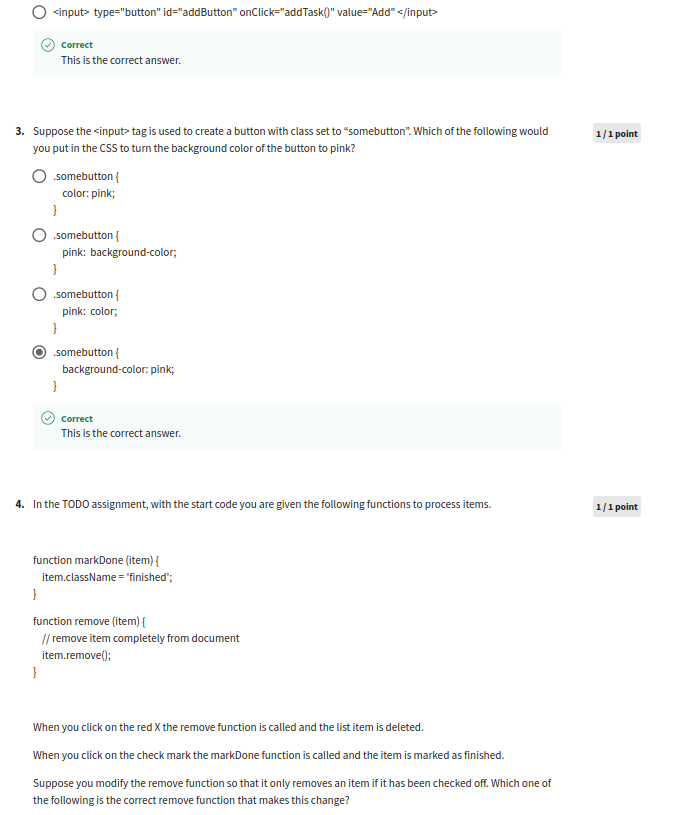 <input> type="button" id="addButton" onClick="addTask()" value="Add" </input>
Correct
This is the correct answer.
3. Suppose the <input> tag is used to create a button with class set to “somebutton”. Which of the following would
you put in the CSS to turn the background color of the button to pink?
1 / 1 point
.somebutton {
color: pink;
}
.somebutton {
pink: background-color;
}
.somebutton {
pink: color;
}
.somebutton {
background-color: pink;
}
Correct
This is the correct answer.
4. In the TODO assignment, with the start code you are given the following functions to process items.
1 / 1 point
function markDone (item) {
item.className = 'finished';
}
function remove (item) {
// remove item completely from document
item.remove();
}
When you click on the red X the remove function is called and the list item is deleted.
When you click on the check mark the markDone function is called and the item is marked as finished.
Suppose you modify the remove function so that it only removes an item if it has been checked off. Which one of
the following is the correct remove function that makes this change?